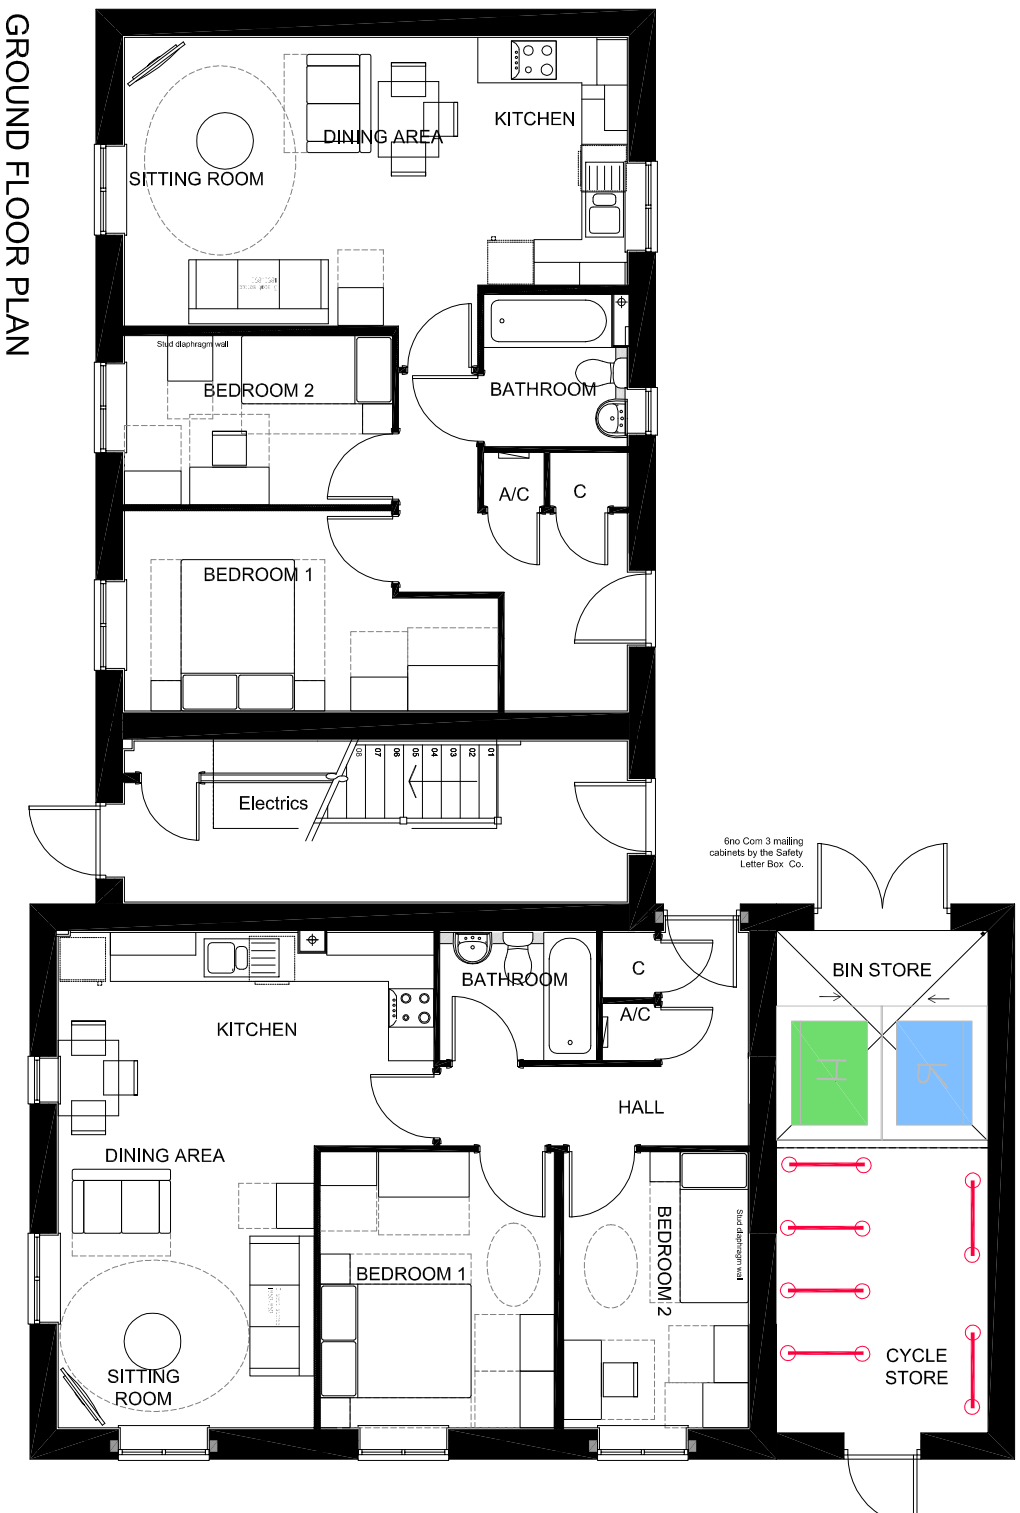 GROUND FLOOR PLAN
KITCHEN
DINING AREA
SITTING ROOM
Stud diaphragm wall
BEDROOM 2
BATHROOM
A/C
C
BEDROOM 1
08
07
06
05
04
03
02
01
Electrics
6no Com 3 mailing
cabinets by the Safety
Letter Box Co.
BATHROOM
C
BIN STORE
A/C
KITCHEN
H
R
HALL
DINING AREA
BEDROOM 1
BEDROOM 2
Stud diaphragm wall
SITTING
ROOM
CYCLE
STORE